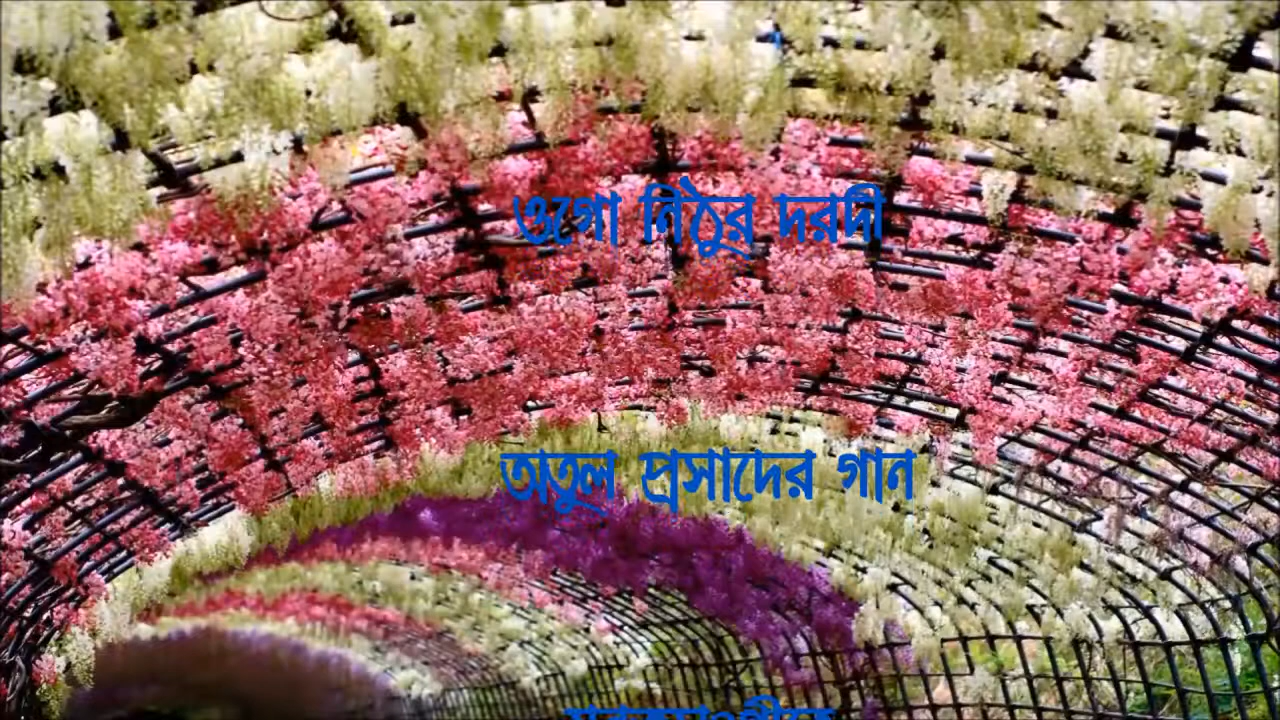 ওগো নিঠুর দরদী
অতুল প্রসাদের গান